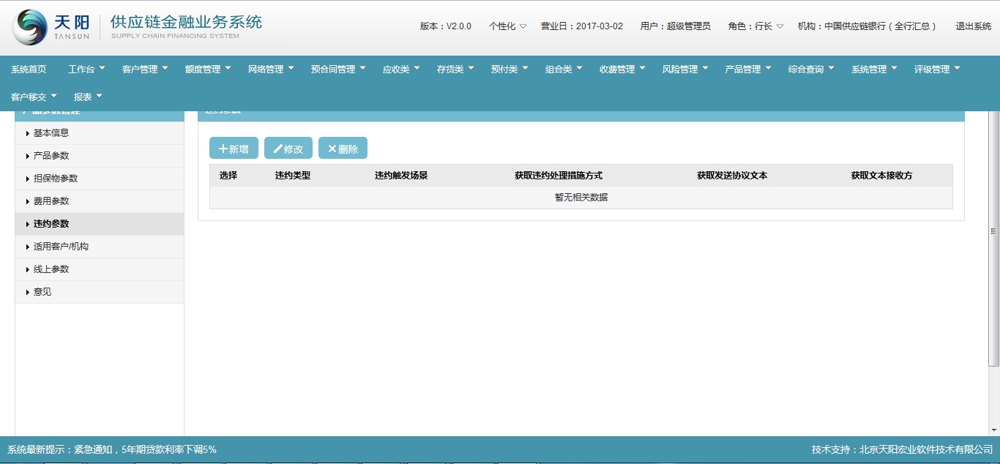 天阳
TANSUN
供应链金融业务系统
SUPPLY CHAIN FINANCING SYSTEM
版本：V2.0.0 个性化 营业日：2017-03-02 用户：超级管理员 角色：行长 机构：中国供应链银行（全行汇总） 退出系统
系统首页 工作台 客户管理 额度管理 网络管理 预合同管理 应收类 存货类 预付类 组合类 收费管理 风险管理 产品管理 综合查询 系统管理 评级管理
客户移交 报表
产品参数管理
违约参数
基本信息
产品参数
担保物参数
费用参数
违约参数
适用客户/机构
线上参数
意见
新增 修改 删除
选择 违约类型 违约触发场景 获取违约处理措施方式 获取发送协议文本 获取文本接收方
暂无相关数据
系统最新提示：紧急通知，5年期贷款利率下调5% 技术支持：北京天阳宏业软件技术有限公司